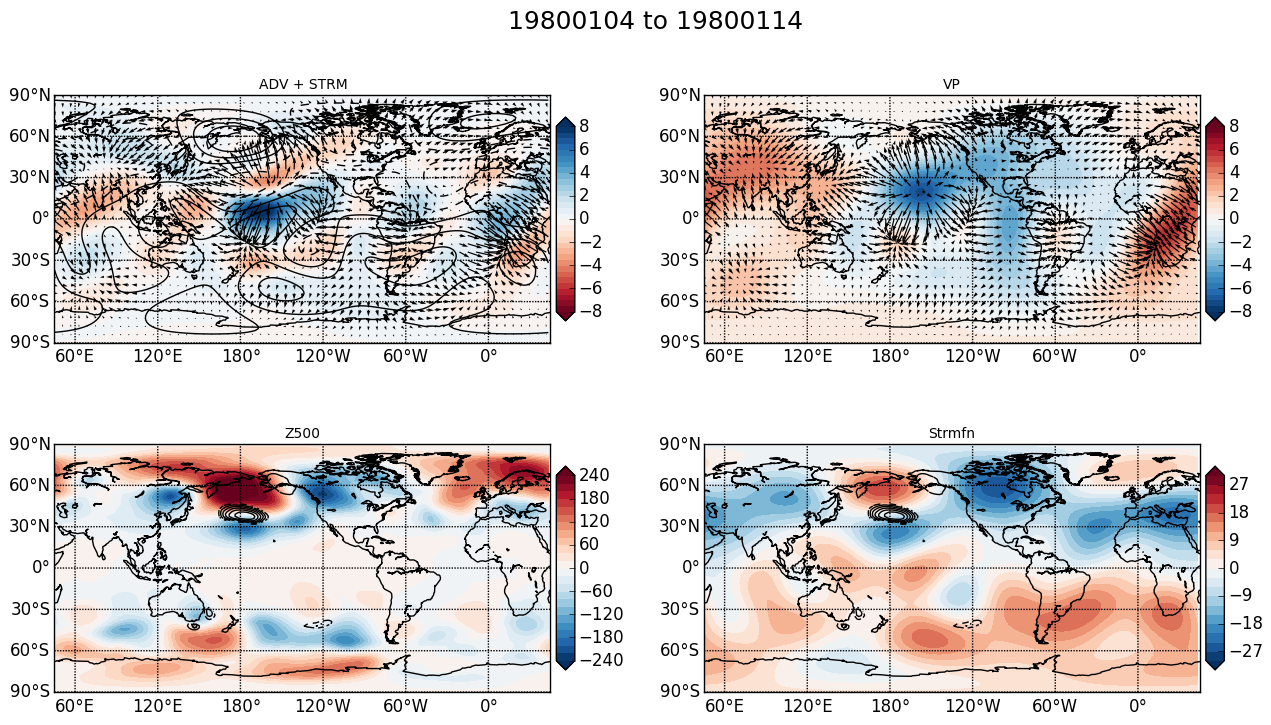 19800104 to 19800114
ADV + STRM
90°N
60°N
30°N
0°
30°S
60°S
90°S
60°E 120°E 180° 120°W 60°W 0°
8
6
4
2
0
−2
−4
−6
−8
VP
90°N
60°N
30°N
0°
30°S
60°S
90°S
60°E 120°E 180° 120°W 60°W 0°
8
6
4
2
0
−2
−4
−6
−8
Z500
90°N
60°N
30°N
0°
30°S
60°S
90°S
60°E 120°E 180° 120°W 60°W 0°
240
180
120
60
0
−60
−120
−180
−240
Strmfn
90°N
60°N
30°N
0°
30°S
60°S
90°S
60°E 120°E 180° 120°W 60°W 0°
27
18
9
0
−9
−18
−27